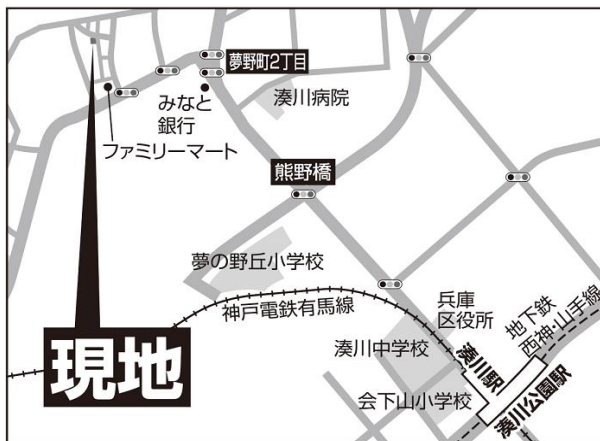 夢野町2丁目
みなと
銀行
湊川病院
ファミリーマート
熊野橋
夢の野丘小学校
神戸電鉄有馬線
兵庫
区役所
地下鉄
西神・山手線
湊川中学校
湊川駅
湊川公園駅
会下山小学校
現地